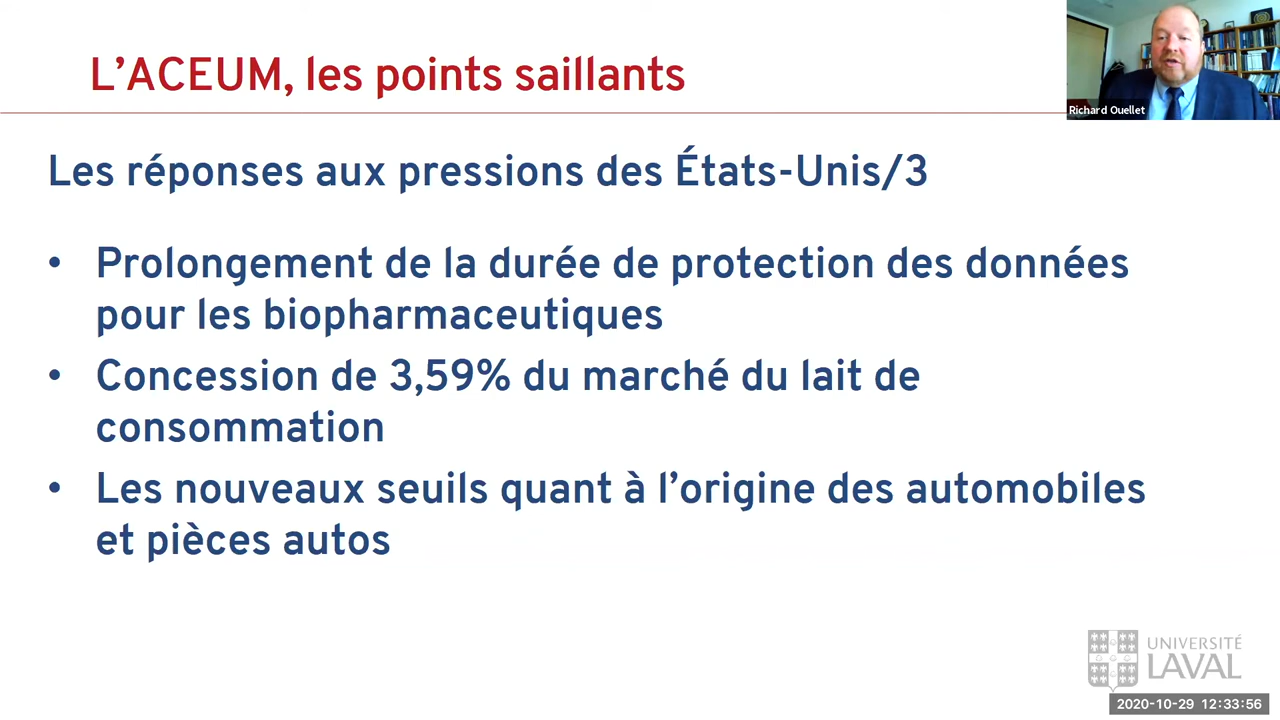 L’ACEUM, les points saillants
Richard Ouellet
Les réponses aux pressions des États-Unis/3
• Prolongement de la durée de protection des données
pour les biopharmaceutiques
• Concession de 3,59% du marché du lait de
consommation
• Les nouveaux seuils quant à l’origine des automobiles
et pièces autos
UNIVERSITÉ
LAVAL
2020-10-29 12:33:56